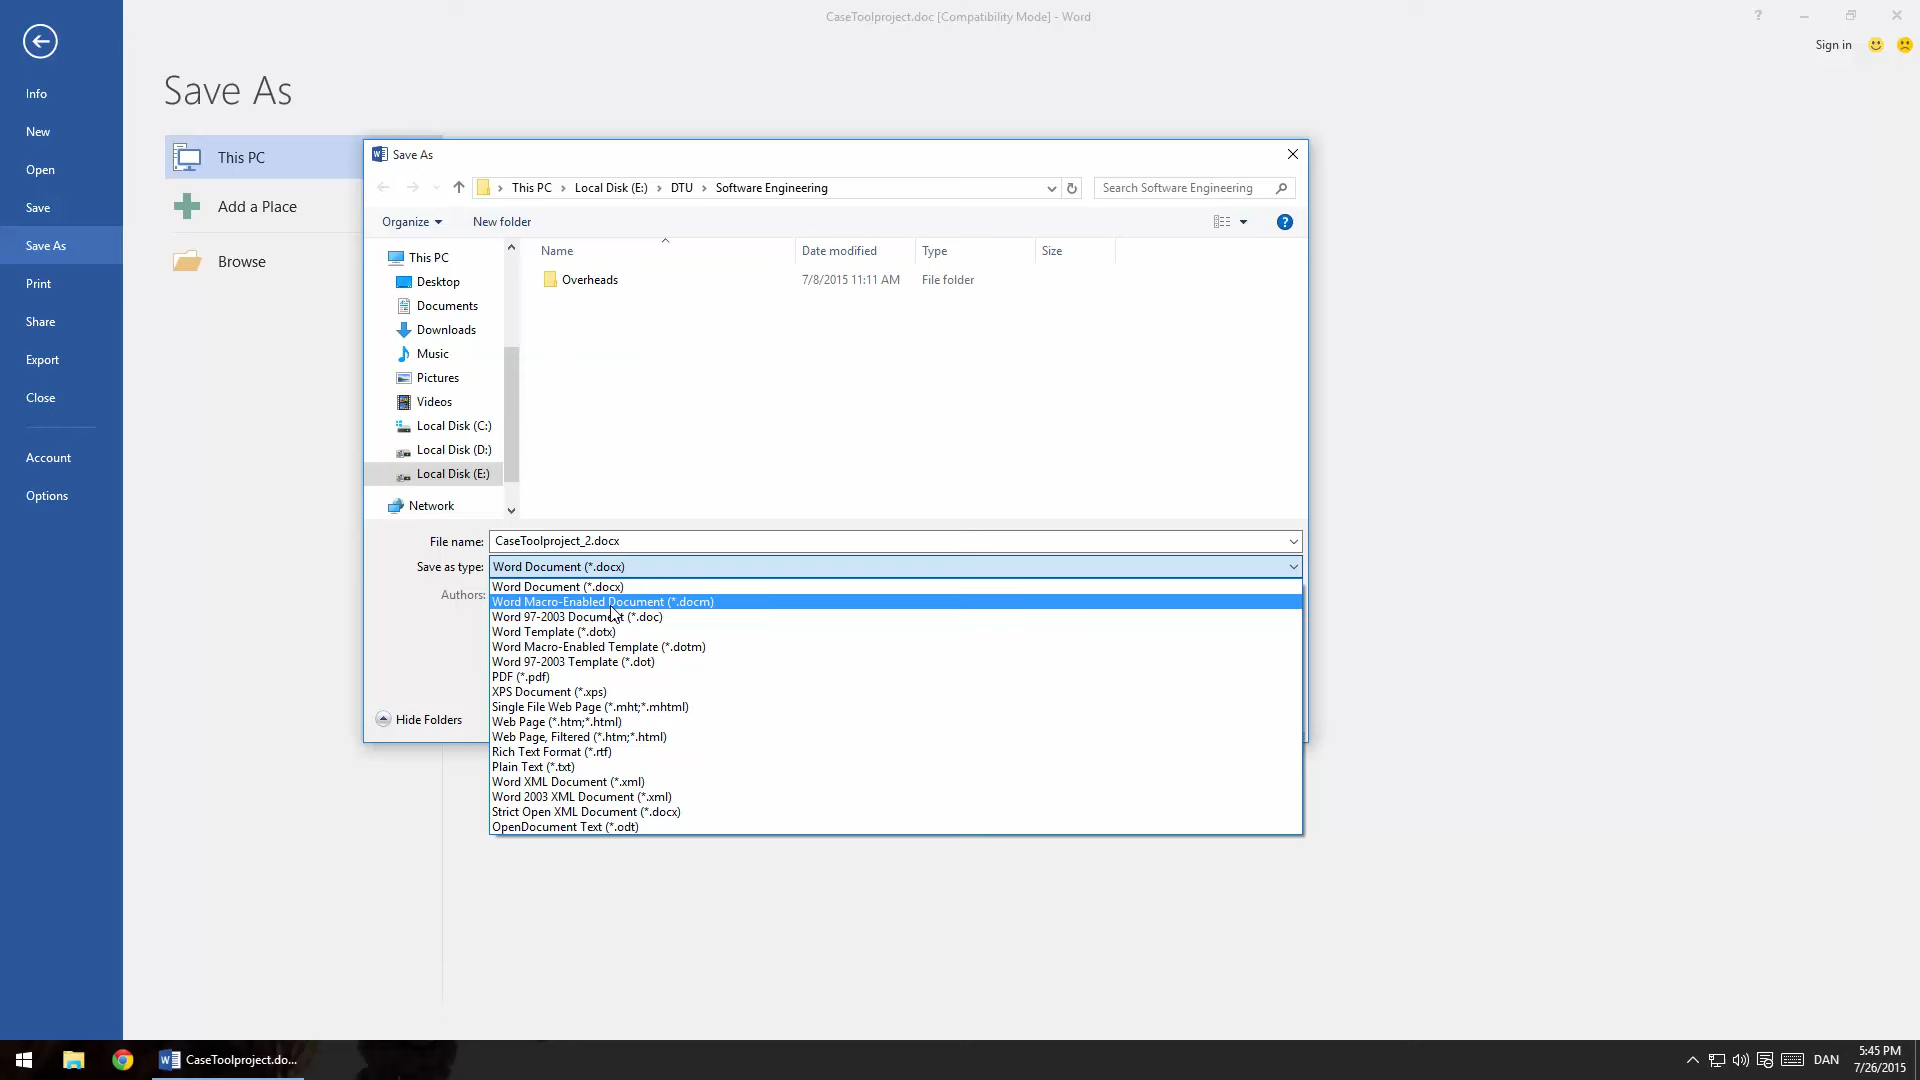 CaseToolproject.doc [Compatibility Mode] - Word
?
Sign in
Info
New
Open
Save
Save As
Print
Share
Export
Close
Account
Options
Save As
This PC
Add a Place
Browse
Save As
This PC > Local Disk (E:) > DTU > Software Engineering
Search Software Engineering
Organize
New folder
?
This PC
Desktop
Documents
Downloads
Music
Pictures
Videos
Local Disk (C:)
Local Disk (D:)
Local Disk (E:)
Network
Name Date modified Type Size
Overheads 7/8/2015 11:11 AM File folder
File name: CaseToolproject_2.docx
Save as type: Word Document (*.docx)
Authors:
Word Document (*.docx)
Word Macro-Enabled Document (*.docm)
Word 97-2003 Document (*.doc)
Word Template (*.dotx)
Word Macro-Enabled Template (*.dotm)
Word 97-2003 Template (*.dot)
PDF (*.pdf)
XPS Document (*.xps)
Single File Web Page (*.mht;*.mhtml)
Web Page (*.htm;*.html)
Web Page, Filtered (*.htm;*.html)
Rich Text Format (*.rtf)
Plain Text (*.txt)
Word XML Document (*.xml)
Word 2003 XML Document (*.xml)
Strict Open XML Document (*.docx)
OpenDocument Text (*.odt)
Hide Folders
CaseToolproject.do...
DAN
5:45 PM
7/26/2015